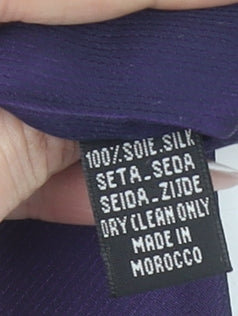 100% SOIE.SILK
SETA-SEDA
SEIDA.ZIJDE
DRY CLEAN ONLY
MADE IN
MOROCCO